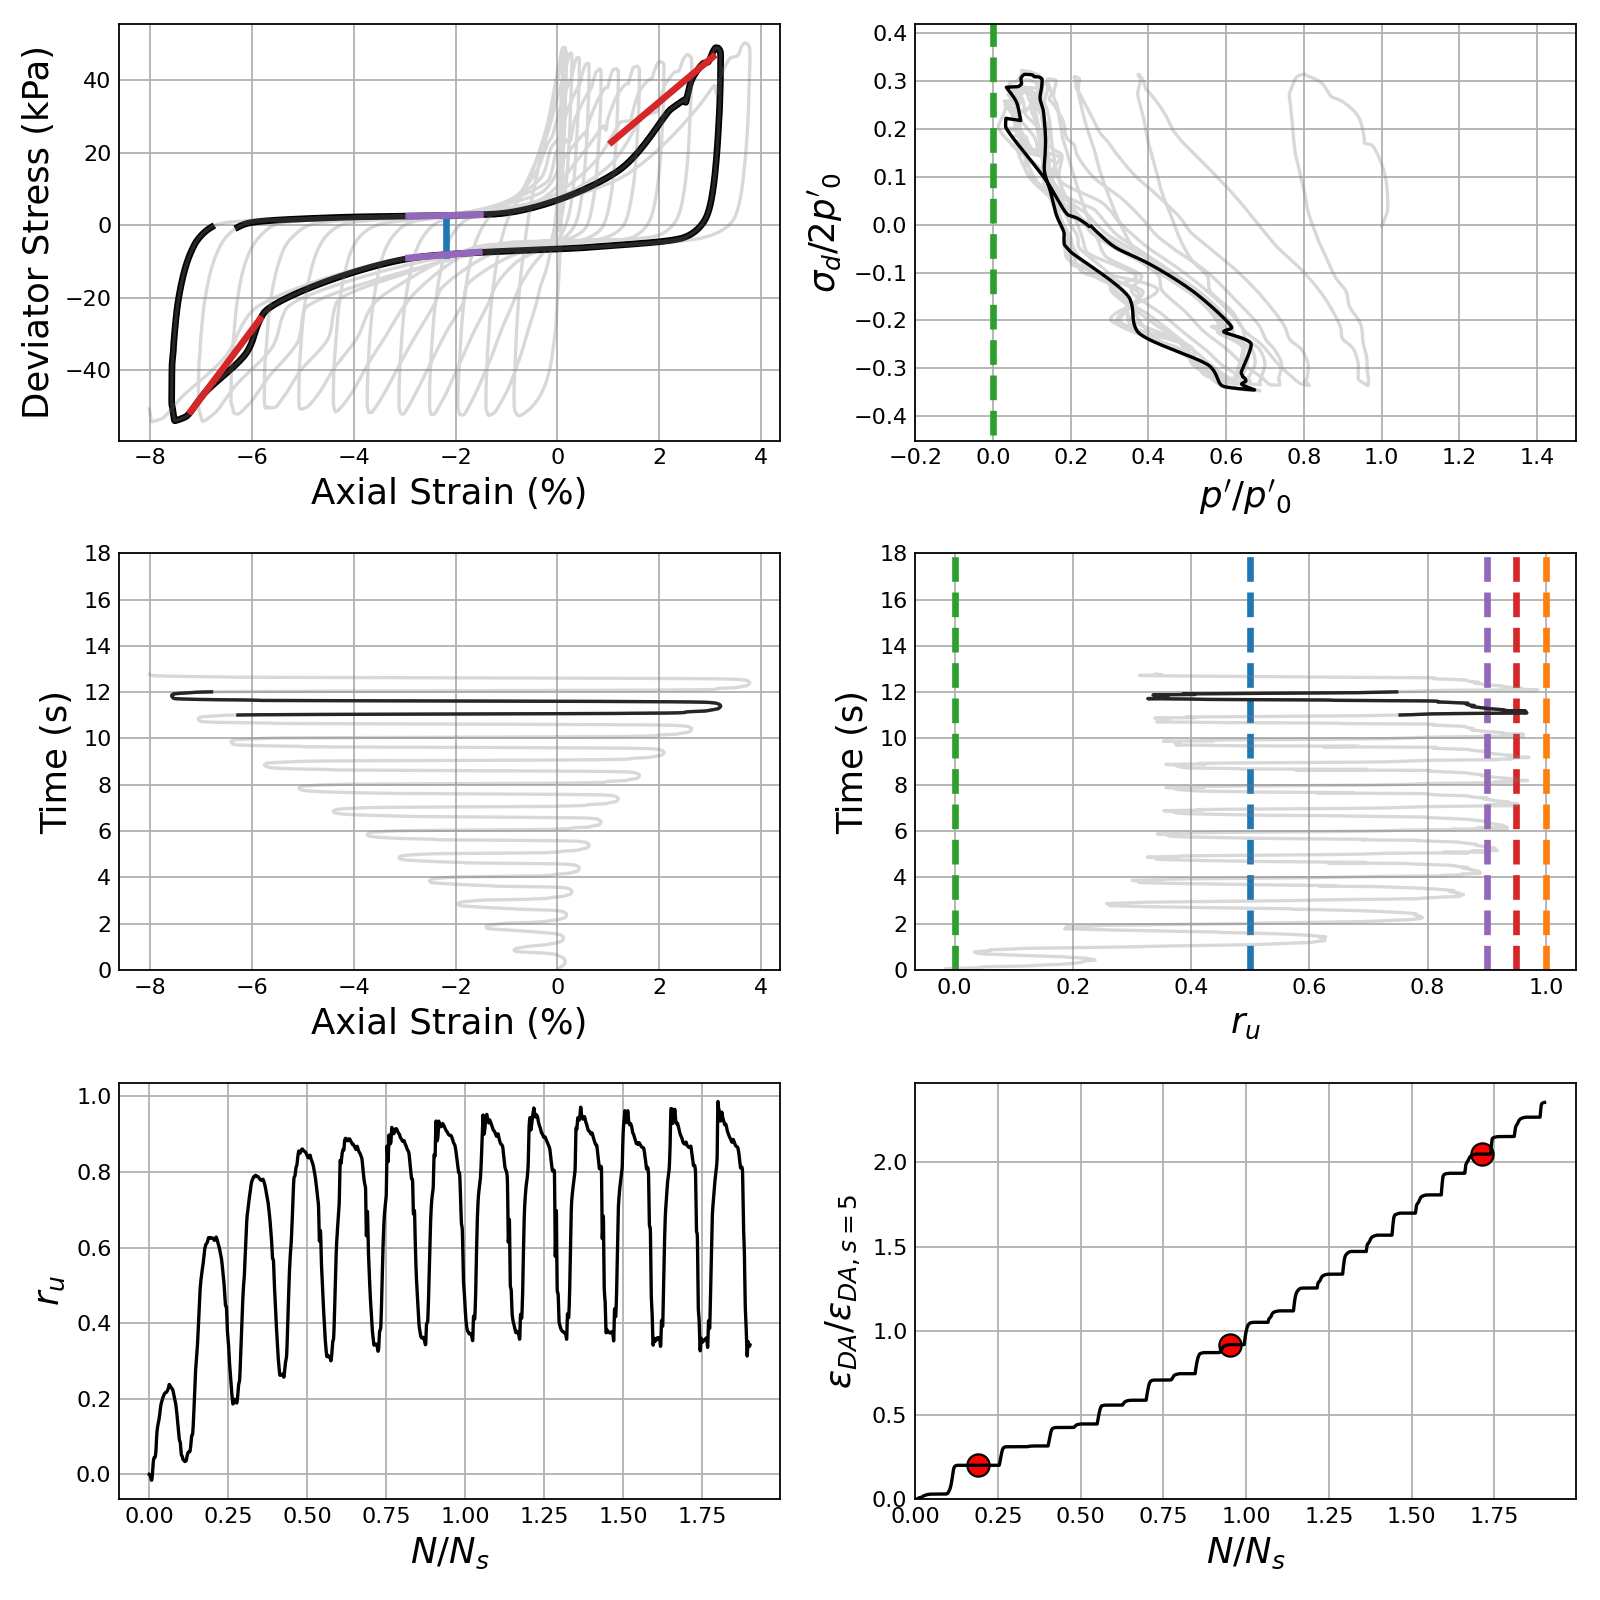 40
20
0
−20
−40
Deviator Stress (kPa)
−8 −6 −4 −2 0 2 4
Axial Strain (%)
0.4
0.3
0.2
0.1
0.0
−0.1
−0.2
−0.3
−0.4
σd/2p′0
−0.2 0.0 0.2 0.4 0.6 0.8 1.0 1.2 1.4
p′/p′0
18
16
14
12
10
8
6
4
2
0
Time (s)
−8 −6 −4 −2 0 2 4
Axial Strain (%)
18
16
14
12
10
8
6
4
2
0
Time (s)
0.0 0.2 0.4 0.6 0.8 1.0
ru
1.0
0.8
0.6
0.4
0.2
0.0
ru
0.00 0.25 0.50 0.75 1.00 1.25 1.50 1.75
N/Ns
2.0
1.5
1.0
0.5
0.0
εDA/εDA, s = 5
0.00 0.25 0.50 0.75 1.00 1.25 1.50 1.75
N/Ns